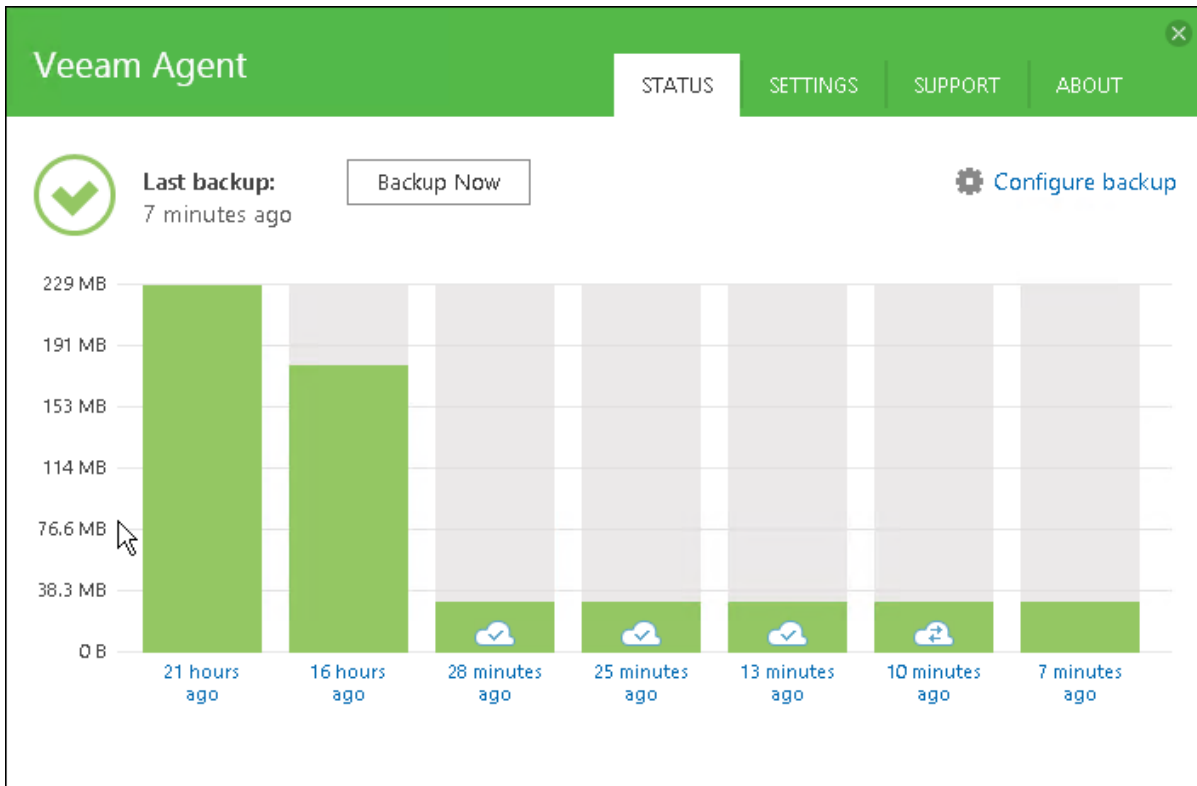 Veeam Agent
STATUS
SETTINGS
SUPPORT
ABOUT
Last backup:
7 minutes ago
Backup Now
Configure backup
229 MB
191 MB
153 MB
114 MB
76.6 MB
38.3 MB
0 B
21 hours
ago
16 hours
ago
28 minutes
ago
25 minutes
ago
13 minutes
ago
10 minutes
ago
7 minutes
ago